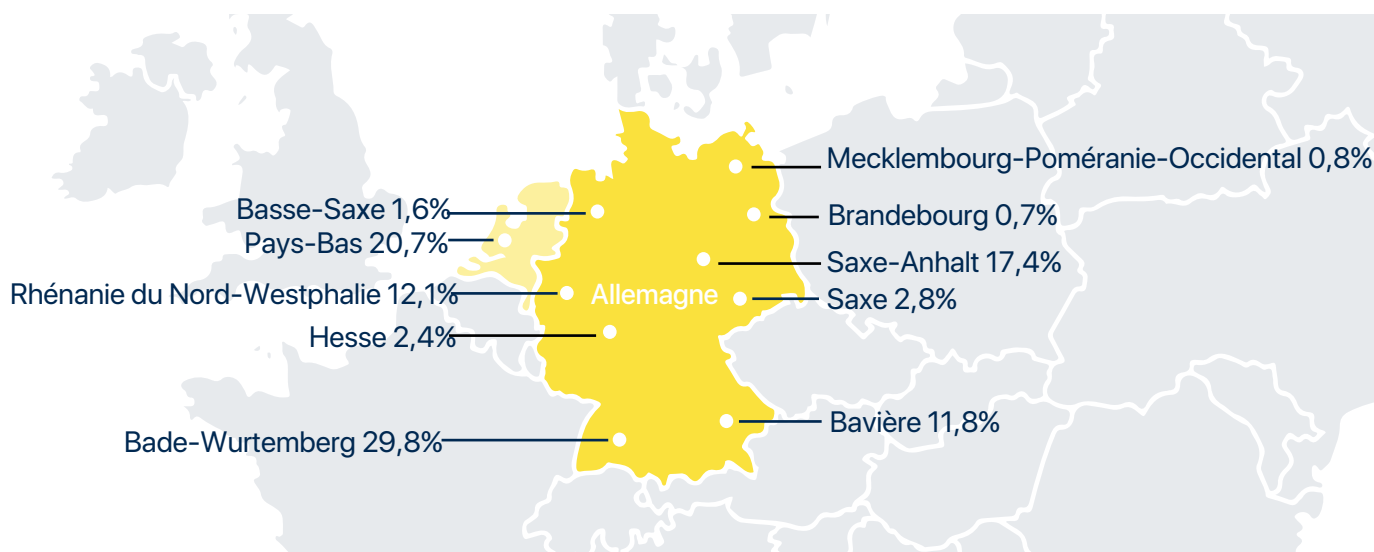 Mecklembourg-Poméranie-Occidental 0,8%
Basse-Saxe 1,6%
Brandebourg 0,7%
Pays-Bas 20,7%
Saxe-Anhalt 17,4%
Rhénanie du Nord-Westphalie 12,1%
Allemagne
Saxe 2,8%
Hesse 2,4%
Bavière 11,8%
Bade-Wurtemberg 29,8%